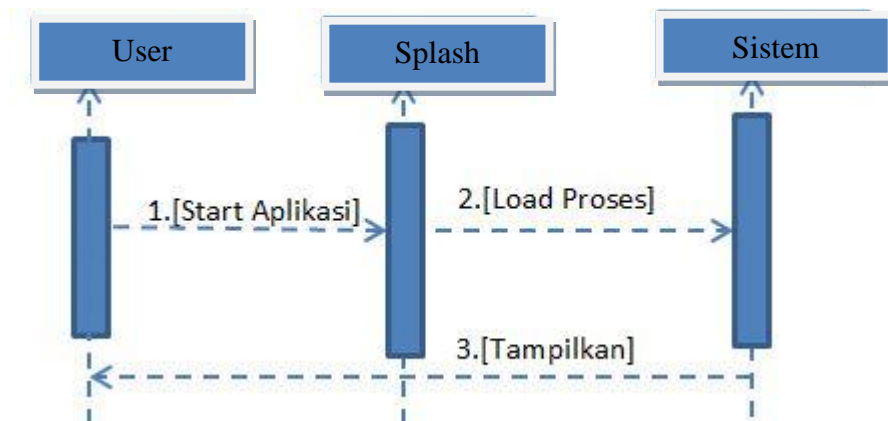 User
Splash
Sistem
1.[Start Aplikasi]
2.[Load Proses]
3.[Tampilkan]